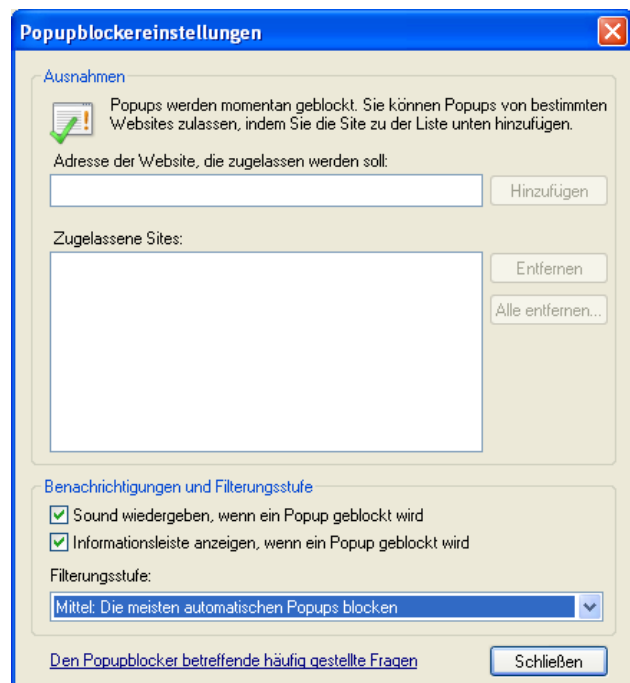 Popupblockereinstellungen
Ausnahmen
Popups werden momentan geblockt. Sie können Popups von bestimmten
Websites zulassen, indem Sie die Site zu der Liste unten hinzufügen.
Adresse der Website, die zugelassen werden soll:
Hinzufügen
Zugelassene Sites:
Entfernen
Alle entfernen...
Benachrichtigungen und Filterungsstufe
Sound wiedergeben, wenn ein Popup geblockt wird
Informationsleiste anzeigen, wenn ein Popup geblockt wird
Filterungsstufe:
Mittel: Die meisten automatischen Popups blocken
Den Popupblocker betreffende häufig gestellte Fragen
Schließen